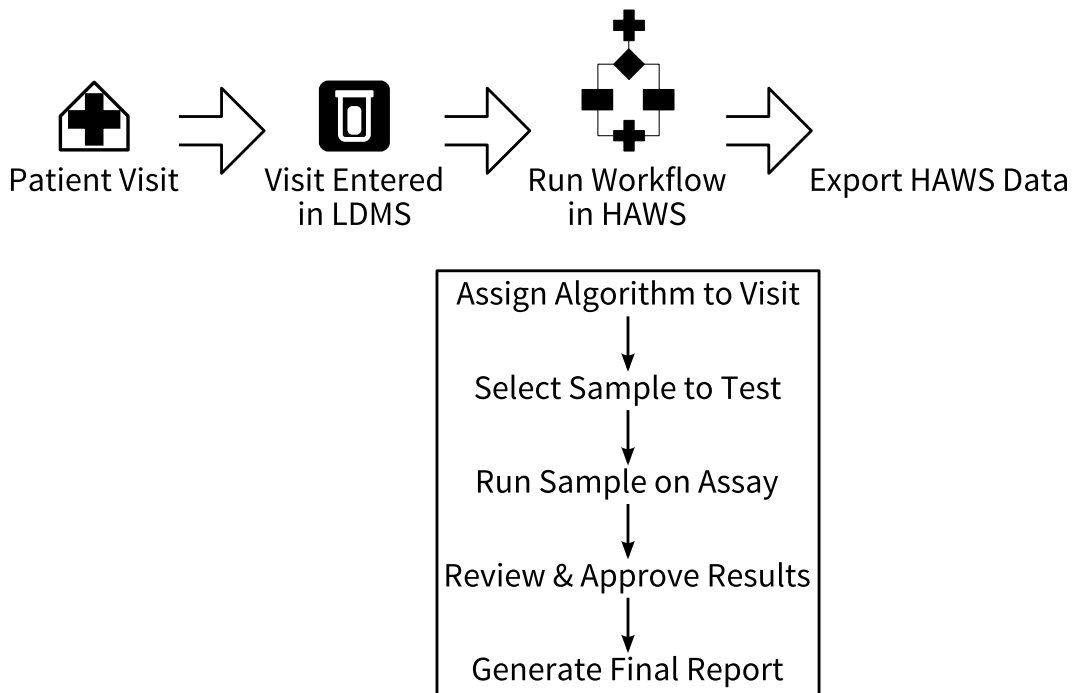 Patient Visit
Visit Entered
in LDMS
Run Workflow
in HAWS
Export HAWS Data
Assign Algorithm to Visit
Select Sample to Test
Run Sample on Assay
Review & Approve Results
Generate Final Report